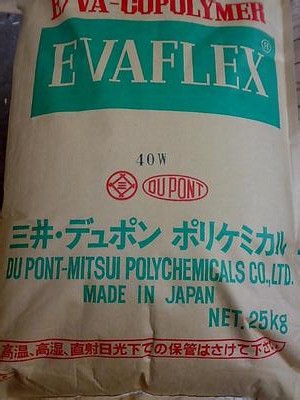 E/VA-COPOLYMER
EVAFLEX®
40W
DU PONT
三井・デュポン ポリケミカル
DU PONT-MITSUI POLYCHEMICALS CO.,LTD.
MADE IN JAPAN
NET.25kg
高温、高湿、直射日光下での保管はさけて下さい